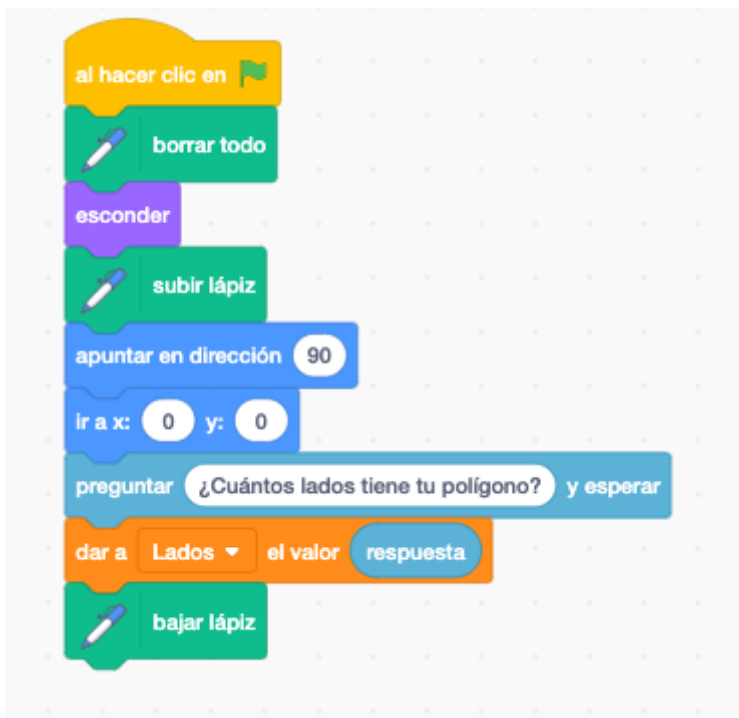 al hacer clic en
borrar todo
esconder
subir lápiz
apuntar en dirección 90
ir a x: 0 y: 0
preguntar ¿Cuántos lados tiene tu polígono? y esperar
dar a Lados el valor respuesta
bajar lápiz